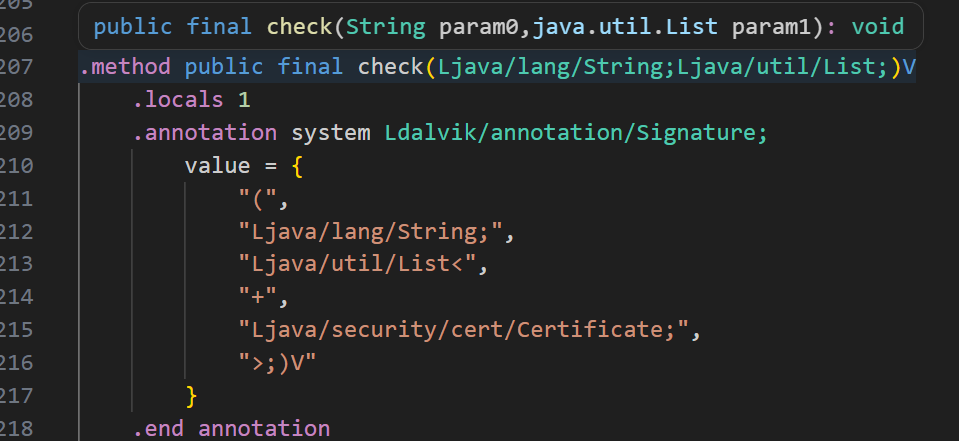 205
206
public final check(String param0,java.util.List param1): void
207 .method public final check(Ljava/lang/String;Ljava/util/List;)V
208 .locals 1
209 .annotation system Ldalvik/annotation/Signature;
210 value = {
211 "(",
212 "Ljava/lang/String;",
213 "Ljava/util/List<",
214 "+",
215 "Ljava/security/cert/Certificate;",
216 ">;)V"
217 }
218 .end annotation